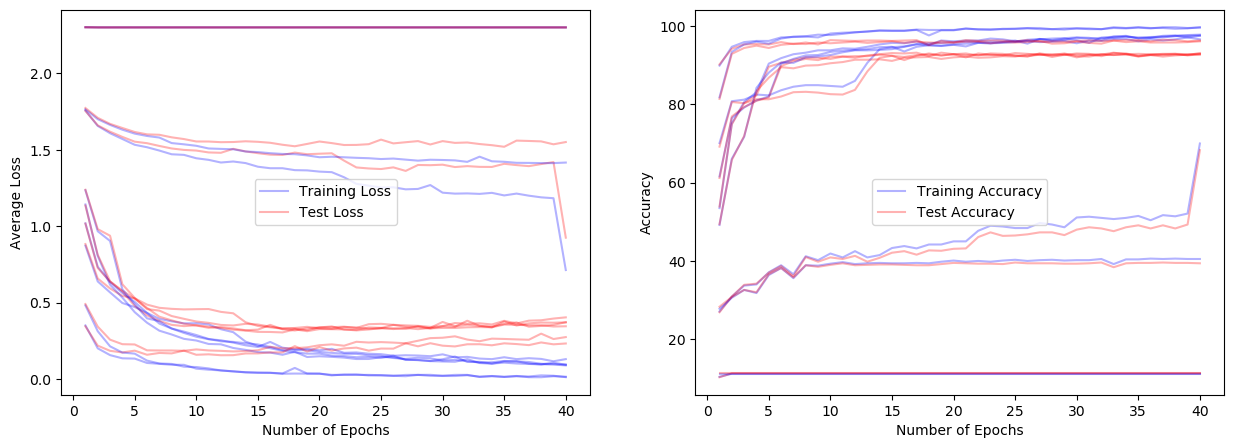 2.0
1.5
1.0
0.5
0.0
Average Loss
Training Loss
Test Loss
0 5 10 15 20 25 30 35 40
Number of Epochs
100
80
60
40
20
Accuracy
Training Accuracy
Test Accuracy
0 5 10 15 20 25 30 35 40
Number of Epochs